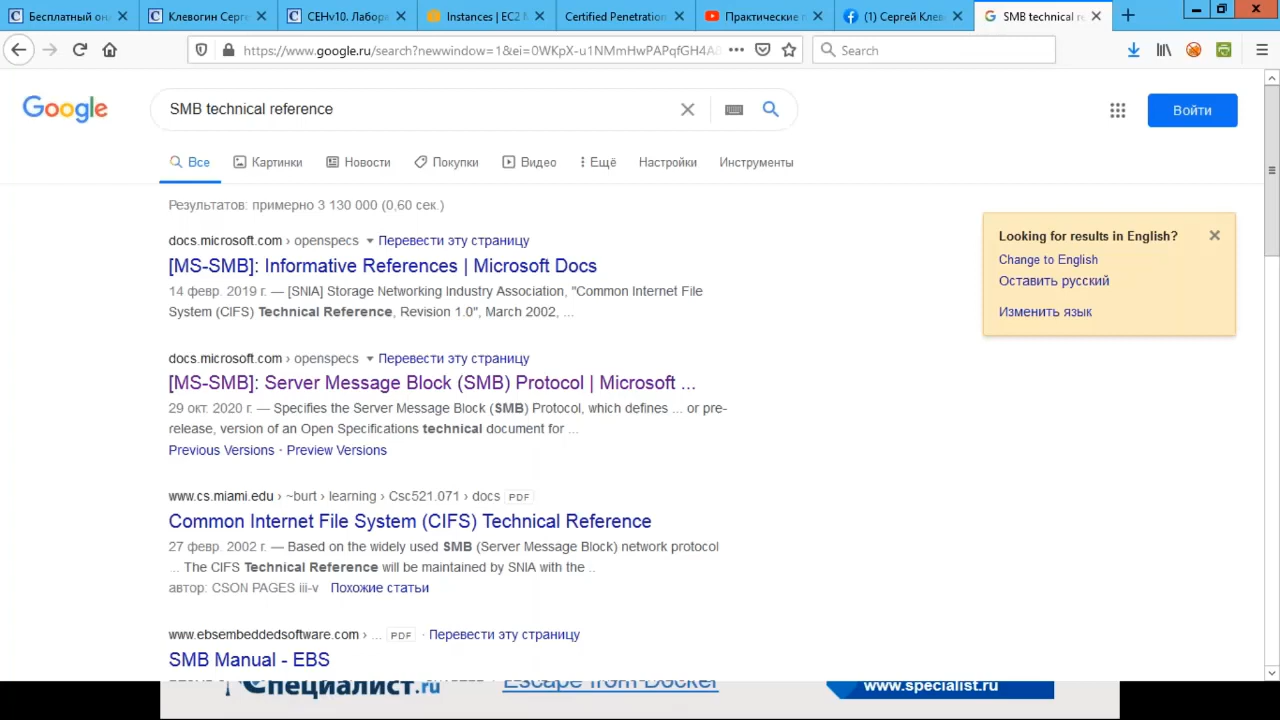 Бесплатный он
Клевогин Серге
CEHv10. Лабора
Instances | EC2 M
Certified Penetration
Практические п
(1) Сергей Клев
SMB technical re
https://www.google.ru/search?newwindow=1&ei=0WKpX-u1NMmHwPAPqfGH4A8
Search
Google
SMB technical reference
Войти
Все
Картинки
Новости
Покупки
Видео
Ещё
Настройки
Инструменты
Результатов: примерно 3 130 000 (0,60 сек.)
docs.microsoft.com › openspecs ▾ Перевести эту страницу
[MS-SMB]: Informative References | Microsoft Docs
14 февр. 2019 г. — [SNIA] Storage Networking Industry Association, "Common Internet File
System (CIFS) Technical Reference, Revision 1.0", March 2002, ...
docs.microsoft.com › openspecs ▾ Перевести эту страницу
[MS-SMB]: Server Message Block (SMB) Protocol | Microsoft ...
29 окт. 2020 г. — Specifies the Server Message Block (SMB) Protocol, which defines ... or pre-
release, version of an Open Specifications technical document for ...
Previous Versions · Preview Versions
www.cs.miami.edu › ~burt › learning › Csc521.071 › docs PDF
Common Internet File System (CIFS) Technical Reference
27 февр. 2002 г. — Based on the widely used SMB (Server Message Block) network protocol
... The CIFS Technical Reference will be maintained by SNIA with the ..
автор: CSON PAGES iii-v Похожие статьи
www.ebsembeddedsoftware.com › ... PDF · Перевести эту страницу
SMB Manual - EBS
Looking for results in English?
Change to English
Оставить русский
Изменить язык
Специалист.ru
Escape from Docker
www.specialist.ru